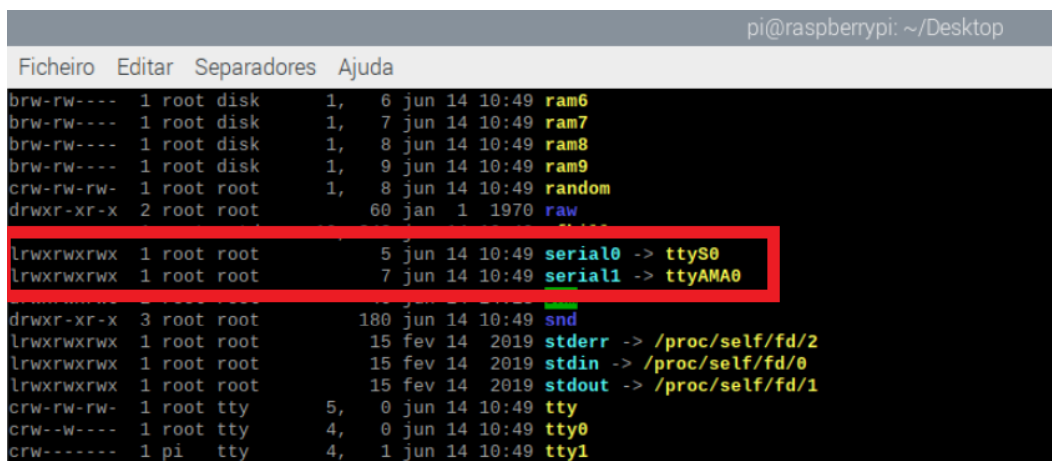 pi@raspberrypi: ~/Desktop
Ficheiro Editar Separadores Ajuda
brw-rw---- 1 root disk 1, 6 jun 14 10:49 ram6
brw-rw---- 1 root disk 1, 7 jun 14 10:49 ram7
brw-rw---- 1 root disk 1, 8 jun 14 10:49 ram8
brw-rw---- 1 root disk 1, 9 jun 14 10:49 ram9
crw-rw-rw- 1 root root 1, 8 jun 14 10:49 random
drwxr-xr-x 2 root root 60 jan 1 1970 raw
lrwxrwxrwx 1 root root 5 jun 14 10:49 serial0 -> ttyS0
lrwxrwxrwx 1 root root 7 jun 14 10:49 serial1 -> ttyAMA0
drwxr-xr-x 3 root root 180 jun 14 10:49 snd
lrwxrwxrwx 1 root root 15 fev 14 2019 stderr -> /proc/self/fd/2
lrwxrwxrwx 1 root root 15 fev 14 2019 stdin -> /proc/self/fd/0
lrwxrwxrwx 1 root root 15 fev 14 2019 stdout -> /proc/self/fd/1
crw-rw-rw- 1 root tty 5, 0 jun 14 10:49 tty
crw--w---- 1 root tty 4, 0 jun 14 10:49 tty0
crw------- 1 pi tty 4, 1 jun 14 10:49 tty1